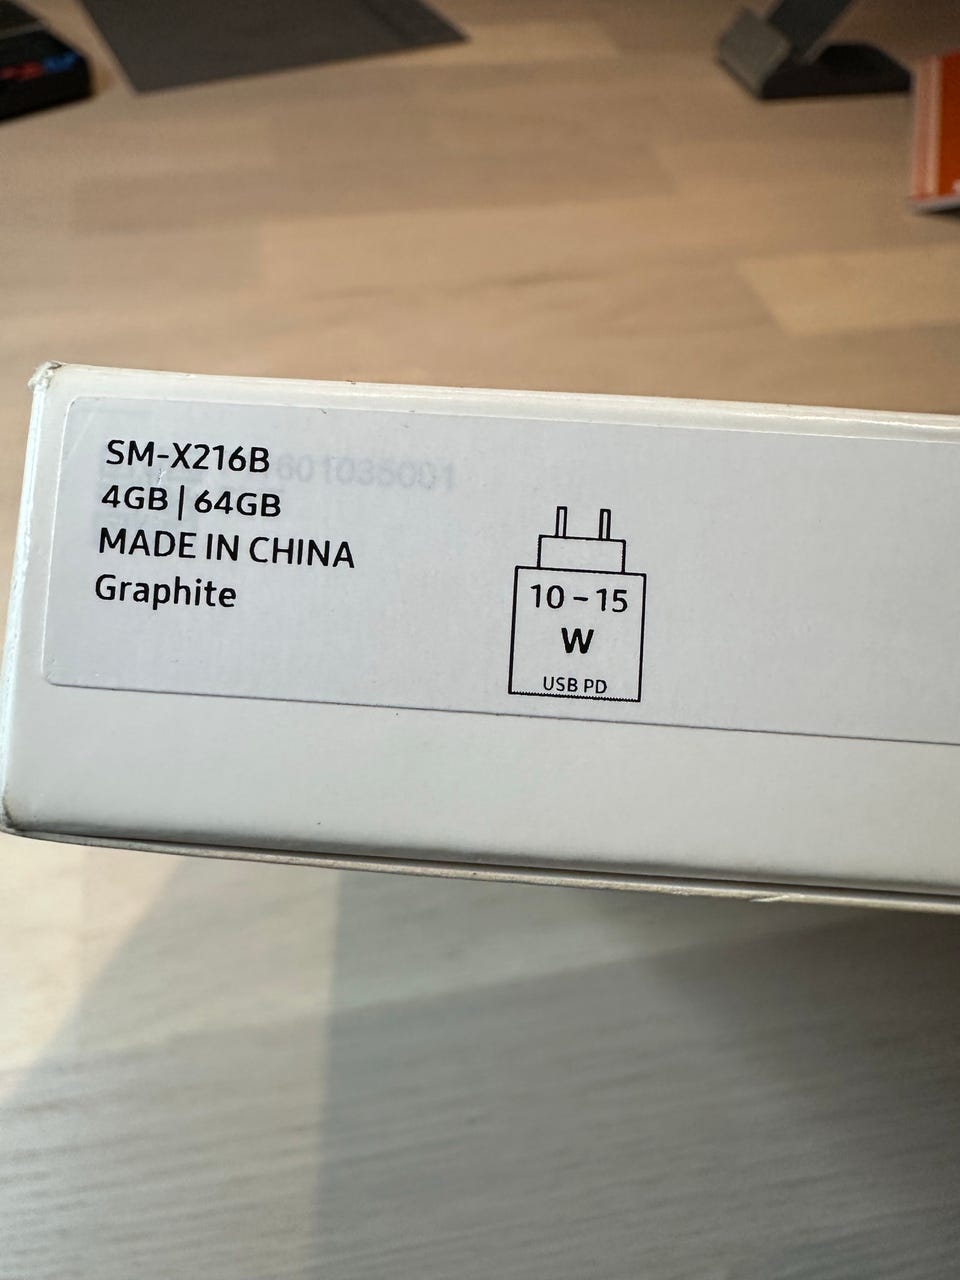 SM-X216B
4GB | 64GB
MADE IN CHINA
Graphite
10 – 15
W
USB PD